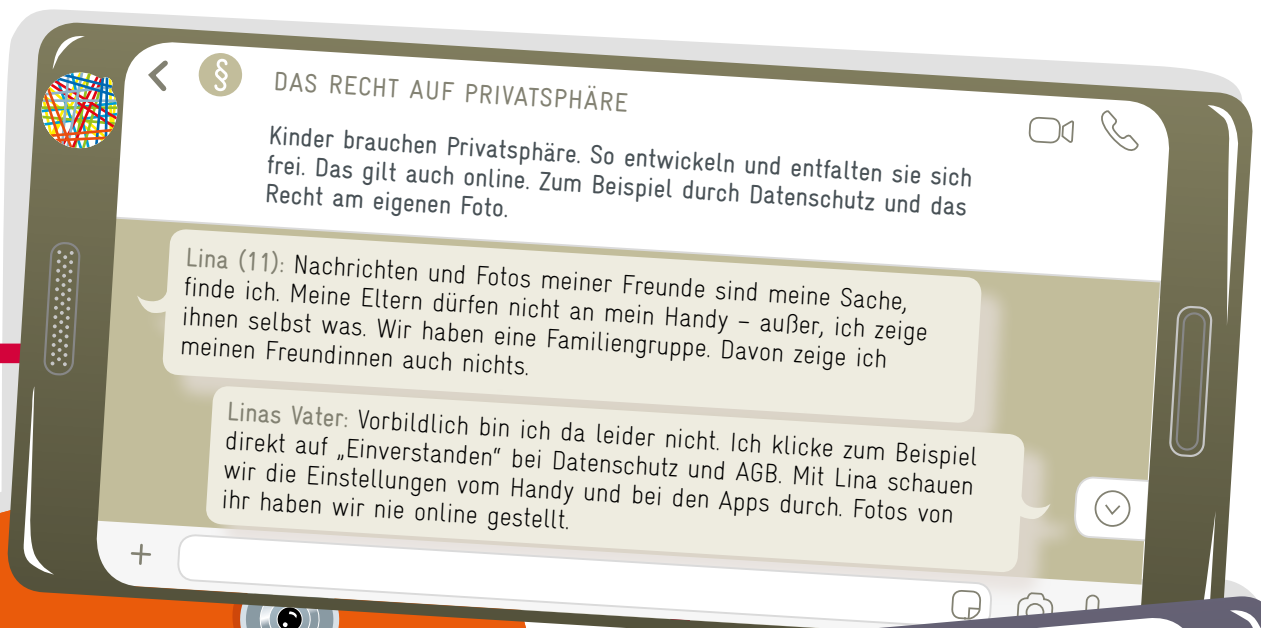 §
DAS RECHT AUF PRIVATSPHÄRE
Kinder brauchen Privatsphäre. So entwickeln und entfalten sie sich
frei. Das gilt auch online. Zum Beispiel durch Datenschutz und das
Recht am eigenen Foto.
Lina (11): Nachrichten und Fotos meiner Freunde sind meine Sache,
finde ich. Meine Eltern dürfen nicht an mein Handy – außer, ich zeige
ihnen selbst was. Wir haben eine Familiengruppe. Davon zeige ich
meinen Freundinnen auch nichts.
Linas Vater: Vorbildlich bin ich da leider nicht. Ich klicke zum Beispiel
direkt auf „Einverstanden“ bei Datenschutz und AGB. Mit Lina schauen
wir die Einstellungen vom Handy und bei den Apps durch. Fotos von
ihr haben wir nie online gestellt.